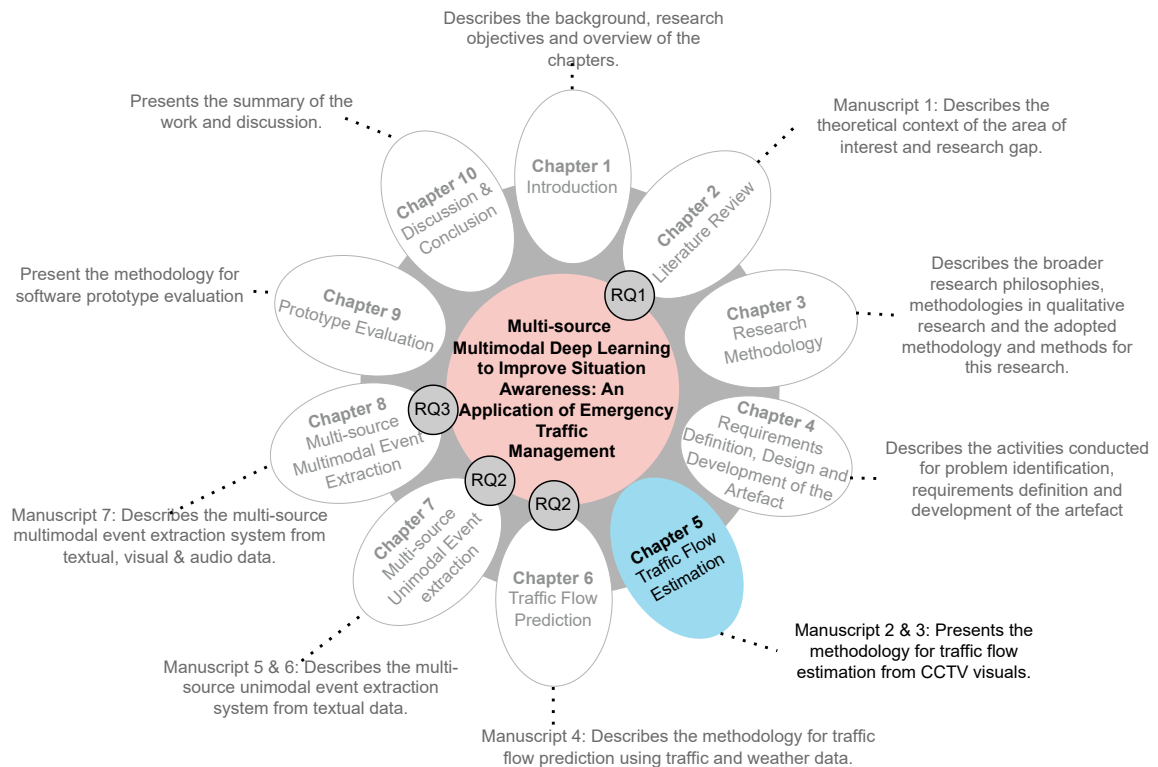 Describes the background, research
objectives and overview of the
chapters.
Chapter 1
Introduction
Manuscript 1: Describes the
theoretical context of the area of
interest and research gap.
Chapter 2
Literature Review
RQ1
Describes the broader
research philosophies,
methodologies in qualitative
research and the adopted
methodology and methods for
this research.
Chapter 3
Research
Methodology
Describes the activities conducted
for problem identification,
requirements definition and
development of the artefact
Chapter 4
Requirements
Definition, Design and
Development of the
Artefact
Chapter 5
Traffic Flow
Estimation
Manuscript 2 & 3: Presents the
methodology for traffic flow
estimation from CCTV visuals.
RQ2
Chapter 6
Traffic Flow
Prediction
Manuscript 4: Describes the methodology for traffic
flow prediction using traffic and weather data.
RQ2
Chapter 7
Multi-source
Unimodal Event
extraction
Manuscript 5 & 6: Describes the multi-
source unimodal event extraction
system from textual data.
RQ3
Chapter 8
Multi-source
Multimodal Event
Extraction
Manuscript 7: Describes the multi-source
multimodal event extraction system from
textual, visual & audio data.
Chapter 9
Prototype Evaluation
Present the methodology for
software prototype evaluation
Chapter 10
Discussion &
Conclusion
Presents the summary of the
work and discussion.
Multi-source
Multimodal Deep Learning
to Improve Situation
Awareness: An
Application of Emergency
Traffic
Management